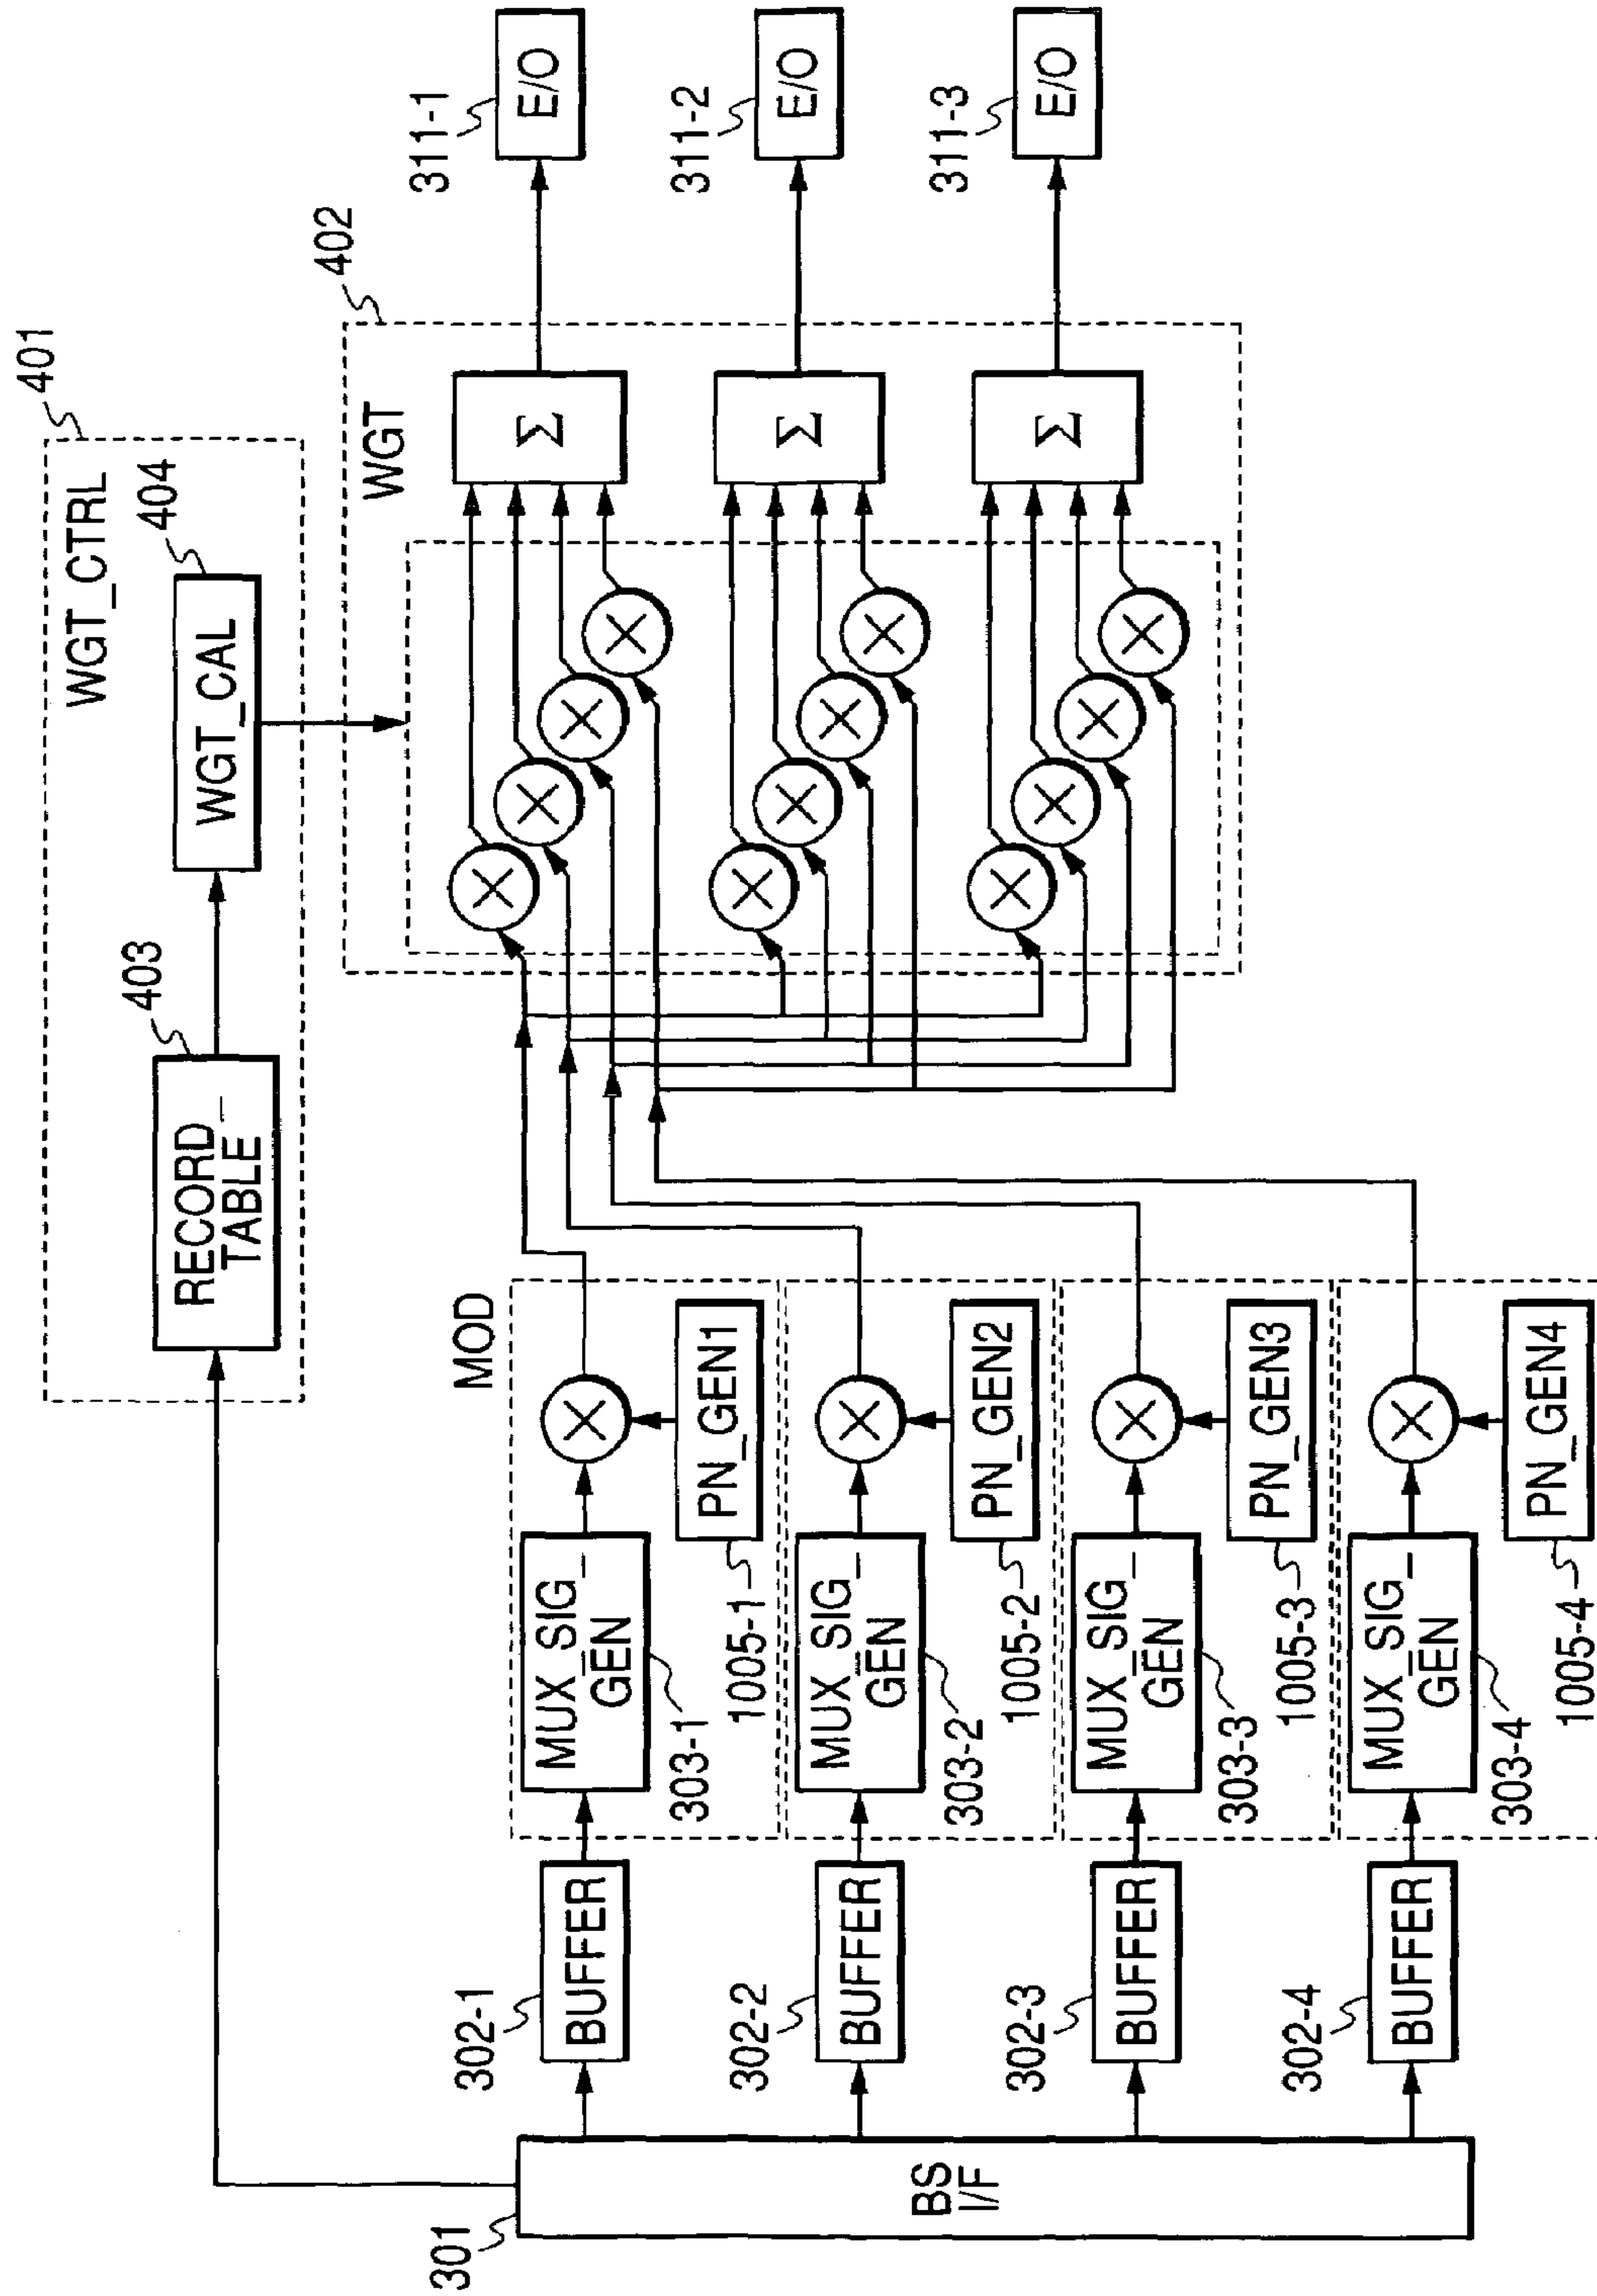 401
WGT_CTRL
403
404
RECORD_
TABLE
WGT_CAL
402
WGT
301
BS
I/F
MOD
302-1
BUFFER
MUX_SIG_
GEN
303-1
PN_GEN1
1005-1
302-2
BUFFER
MUX_SIG_
GEN
303-2
PN_GEN2
1005-2
302-3
BUFFER
MUX_SIG_
GEN
303-3
PN_GEN3
1005-3
302-4
BUFFER
MUX_SIG_
GEN
303-4
PN_GEN4
1005-4
Σ
Σ
Σ
311-1
E/O
311-2
E/O
311-3
E/O